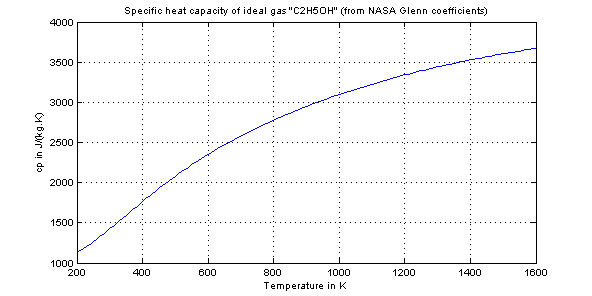 Specific heat capacity of ideal gas "C2H5OH" (from NASA Glenn coefficients)
4000
3500
3000
2500
2000
1500
1000
cp in J/(kg.K)
200 400 600 800 1000 1200 1400 1600
Temperature in K